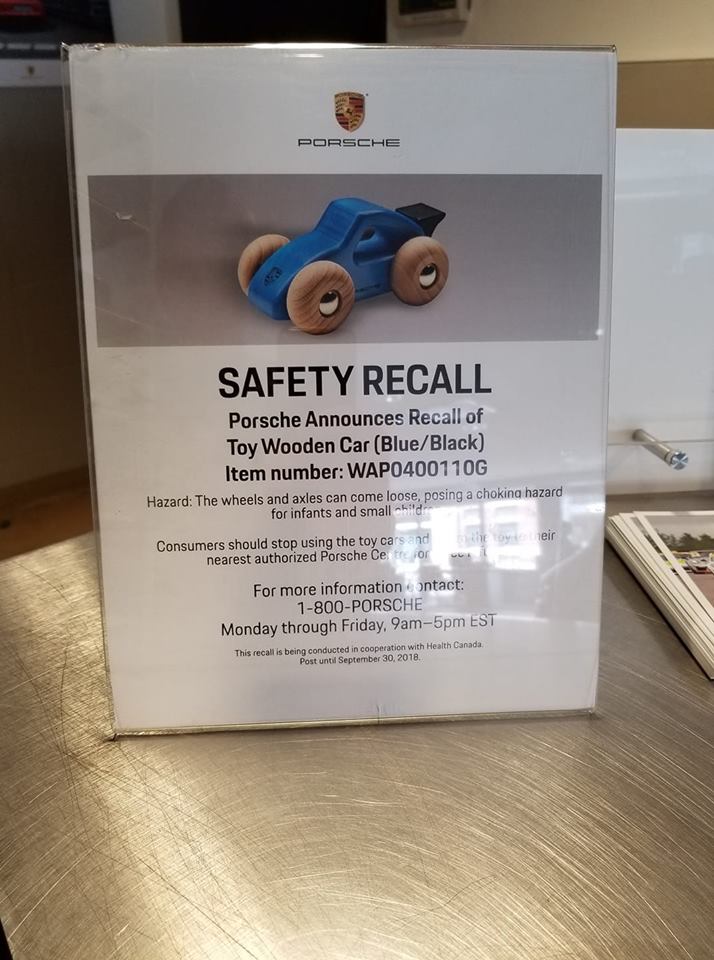 PORSCHE
SAFETY RECALL
Porsche Announces Recall of
Toy Wooden Car (Blue/Black)
Item number: WAP0400110G
Hazard: The wheels and axles can come loose, posing a choking hazard
for infants and small
Consumers should stop using the toy cars and the toy to their
nearest authorized Porsche for
For more information contact:
1-800-PORSCHE
Monday through Friday, 9am–5pm EST
This recall is being conducted in cooperation with Health Canada.
Post until September 30, 2018.